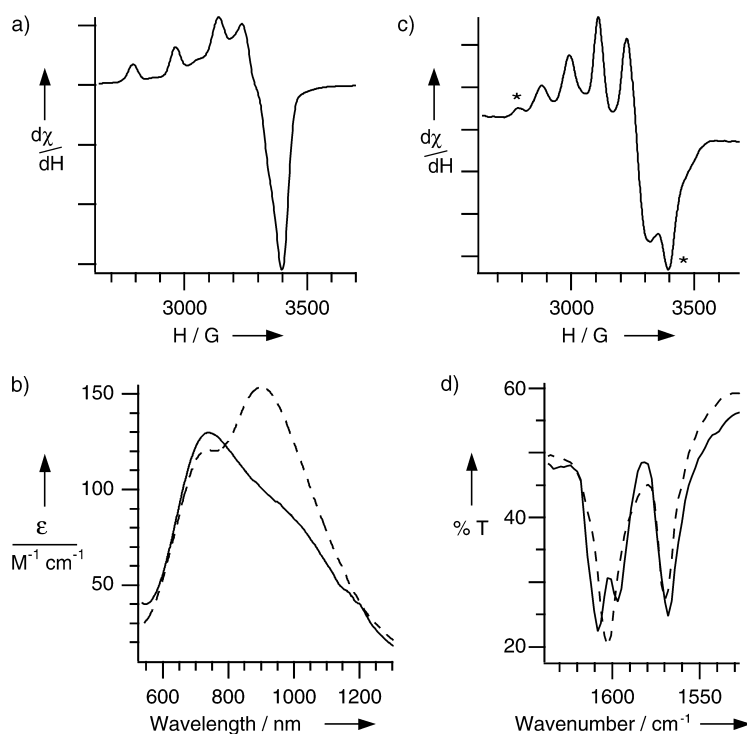 a)
dχ
dH
3000 3500
H / G
c)
*
dχ
dH
*
3000 3500
H / G
b)
150
100
50
ε
M⁻¹ cm⁻¹
600 800 1000 1200
Wavelength / nm
d)
60
40
20
% T
1600 1550
Wavenumber / cm⁻¹